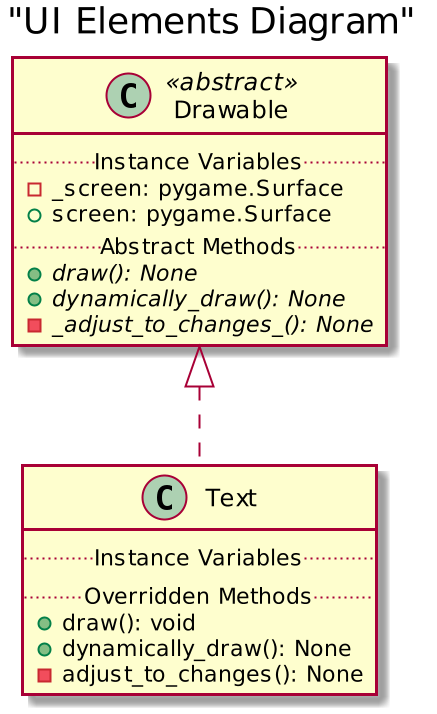 "UI Elements Diagram"
C
«abstract»
Drawable
Instance Variables
_screen: pygame.Surface
screen: pygame.Surface
Abstract Methods
draw(): None
dynamically_draw(): None
_adjust_to_changes_(): None
C Text
Instance Variables
Overridden Methods
draw(): void
dynamically_draw(): None
adjust_to_changes(): None